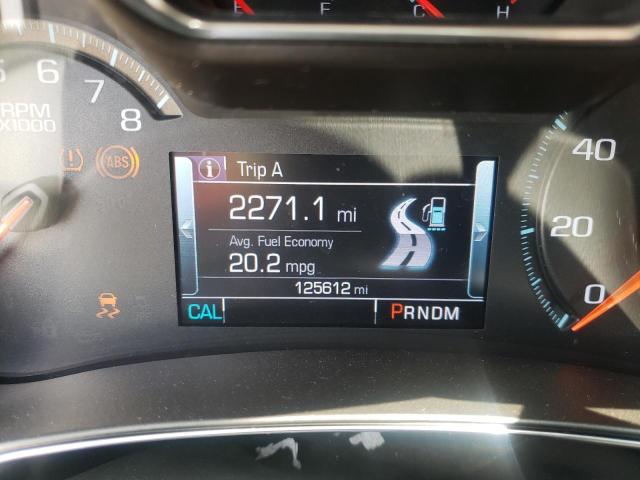 E F C H
5 6 7 8
RPM
X1000
ABS
i Trip A
2271.1 mi
Avg. Fuel Economy
20.2 mpg
125612 mi
CAL PRNDM
40
20
0